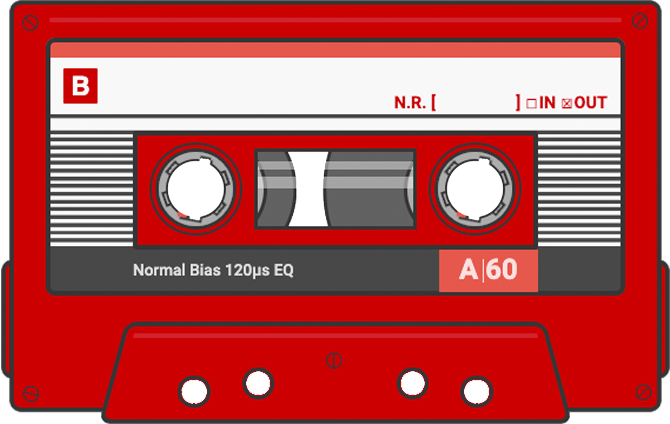 B
N.R. [ ] ☐IN ☒OUT
Normal Bias 120µs EQ
A|60